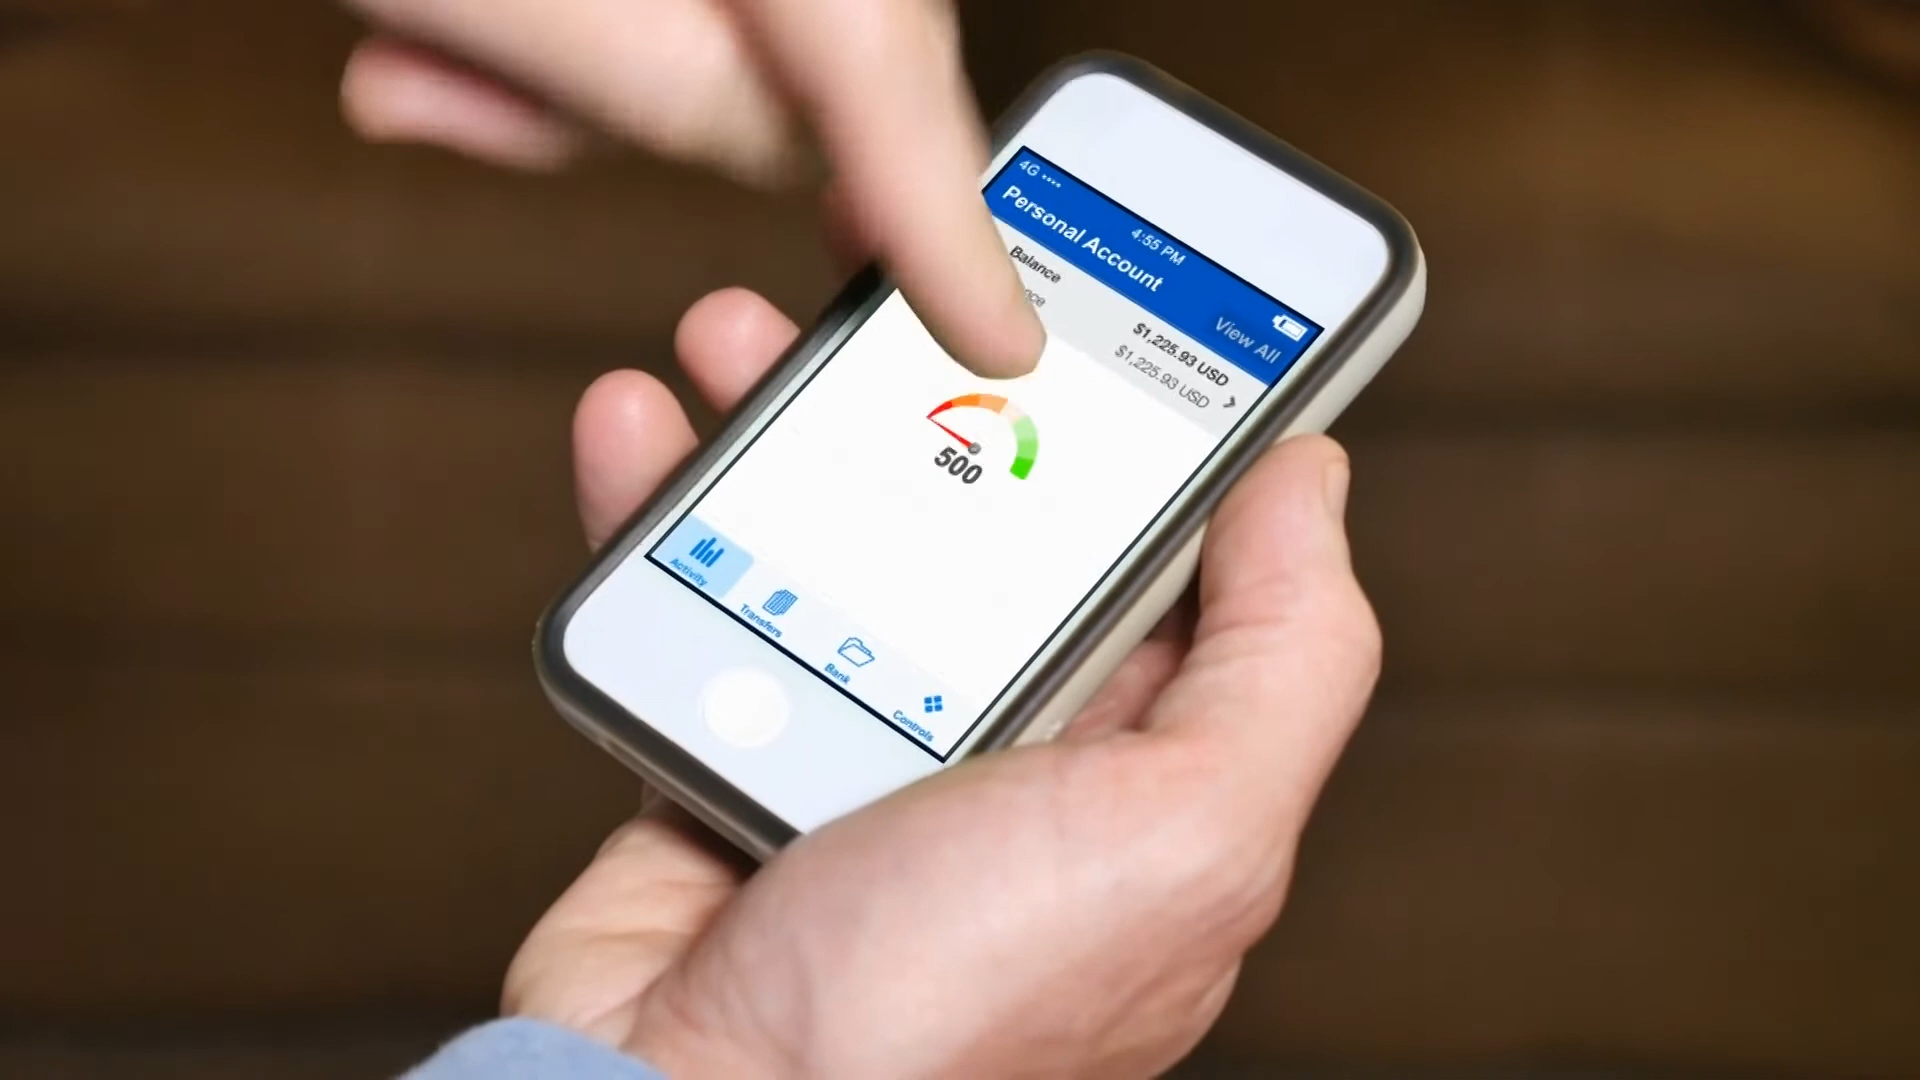 4G
4:55 PM
Personal Account
View All
Balance
$1,225.93 USD
$1,225.93 USD
500
Activity
Transfers
Bank
Controls